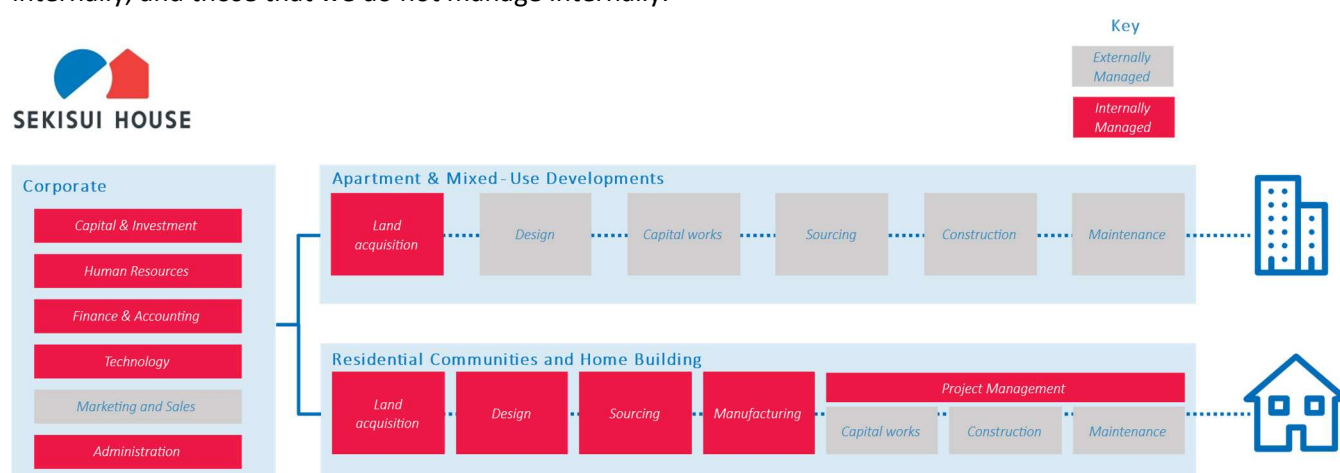 internally, and those that we do not manage internally.
Key
Externally
Managed
Internally
Managed
SEKISUI HOUSE
Corporate
Capital & Investment
Human Resources
Finance & Accounting
Technology
Marketing and Sales
Administration
Apartment & Mixed-Use Developments
Land
acquisition
Design
Capital works
Sourcing
Construction
Maintenance
Residential Communities and Home Building
Land
acquisition
Design
Sourcing
Manufacturing
Project Management
Capital works
Construction
Maintenance